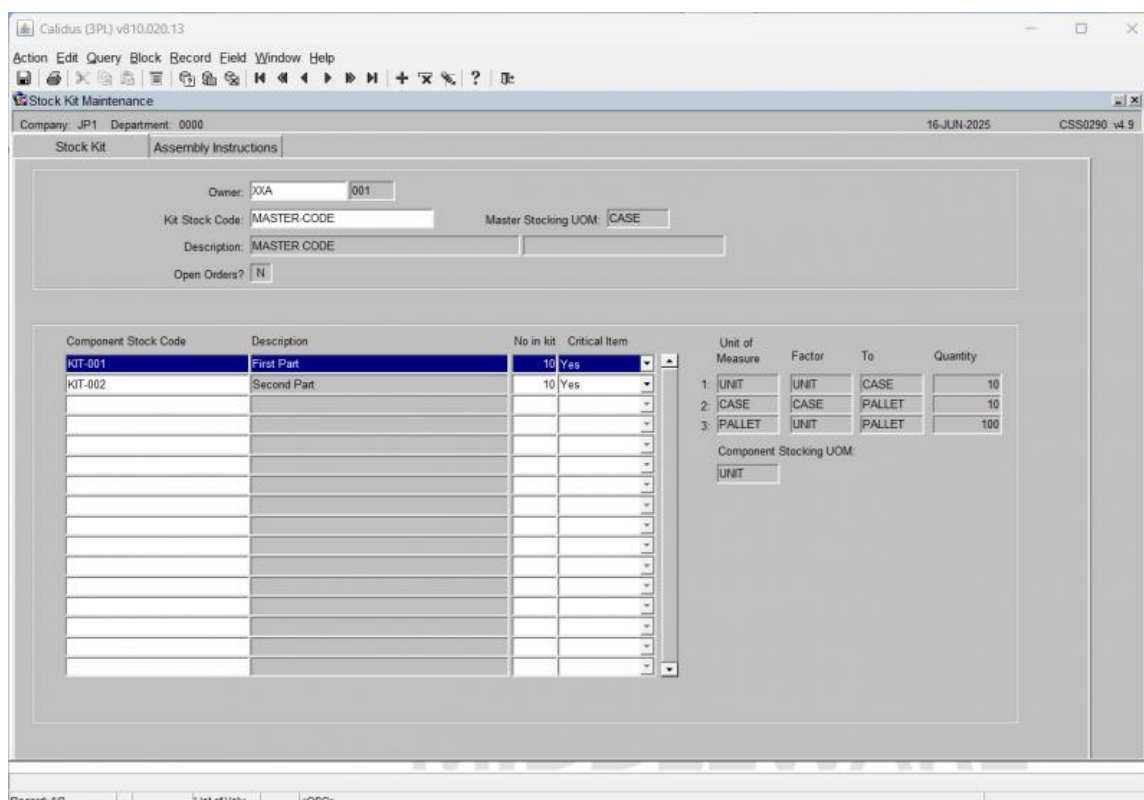 Calidus (3PL) v810.020.13
Action Edit Query Block Record Field Window Help
Stock Kit Maintenance
Company: JP1 Department: 0000 16-JUN-2025 CSS0290 v4.9
Stock Kit Assembly Instructions
Owner: XXA 001
Kit Stock Code: MASTER-CODE Master Stocking UOM: CASE
Description: MASTER CODE
Open Orders? N
Component Stock Code Description No in kit Critical Item
KIT-001 First Part 10 Yes
KIT-002 Second Part 10 Yes
Unit of
Measure Factor To Quantity
1: UNIT UNIT CASE 10
2: CASE CASE PALLET 10
3: PALLET UNIT PALLET 100
Component Stocking UOM:
UNIT